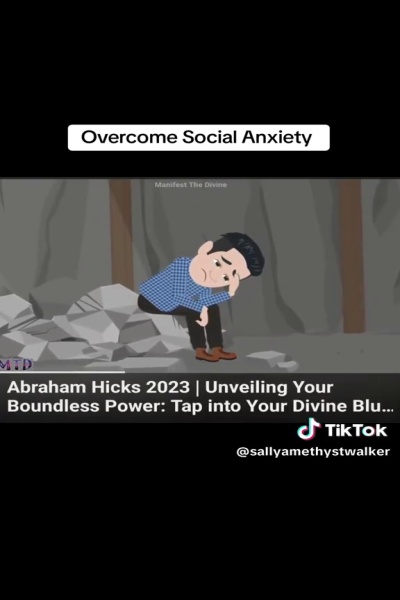 Overcome Social Anxiety
Manifest The Divine
MTD
Abraham Hicks 2023 | Unveiling Your
Boundless Power: Tap into Your Divine Blu...
TikTok
@sallyamethystwalker